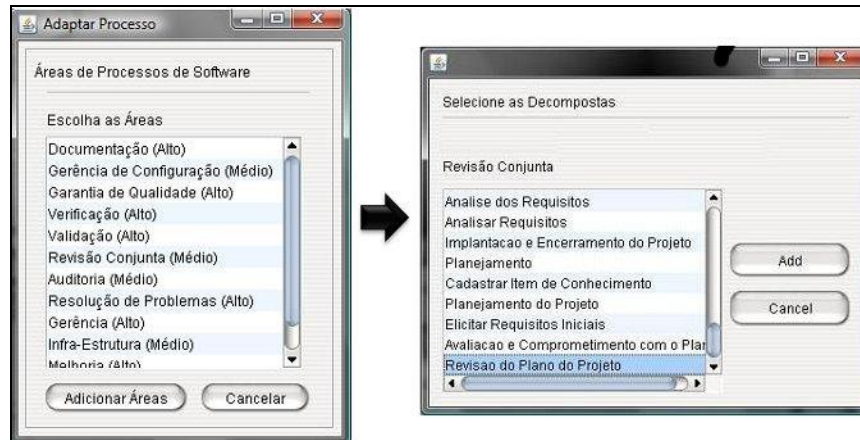 Adaptar Processo
Áreas de Processos de Software
Escolha as Áreas
Documentação (Alto)
Gerência de Configuração (Médio)
Garantia de Qualidade (Alto)
Verificação (Alto)
Validação (Alto)
Revisão Conjunta (Médio)
Auditoria (Médio)
Resolução de Problemas (Alto)
Gerência (Alto)
Infra-Estrutura (Médio)
Melhoria (Alto)
Adicionar Áreas
Cancelar
Selecione as Decompostas
Revisão Conjunta
Analise dos Requisitos
Analisar Requisitos
Implantacao e Encerramento do Projeto
Planejamento
Cadastrar Item de Conhecimento
Planejamento do Projeto
Elicitar Requisitos Iniciais
Avaliacao e Comprometimento com o Plan
Revisao do Plano do Projeto
Add
Cancel